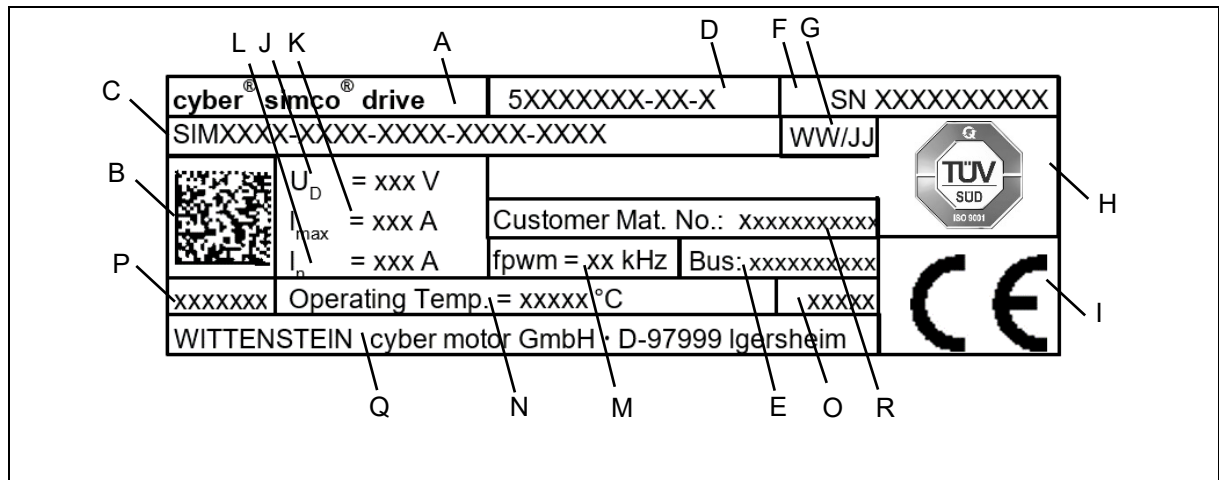 L J K A D F G
C cyber® simco® drive 5XXXXXXX-XX-X SN XXXXXXXXXX
SIMXXXX-XXXX-XXXX-XXXX-XXXX WW/JJ
B U_D = xxx V TÜV SÜD ISO 9001 H
I_max = xxx A Customer Mat. No.: Xxxxxxxxxxx
P I_n = xxx A fpwm = xx kHz Bus: xxxxxxxxxx
xxxxxxx Operating Temp. = xxxxx °C xxxxx CE I
WITTENSTEIN cyber motor GmbH · D-97999 Igersheim
Q N M E O R